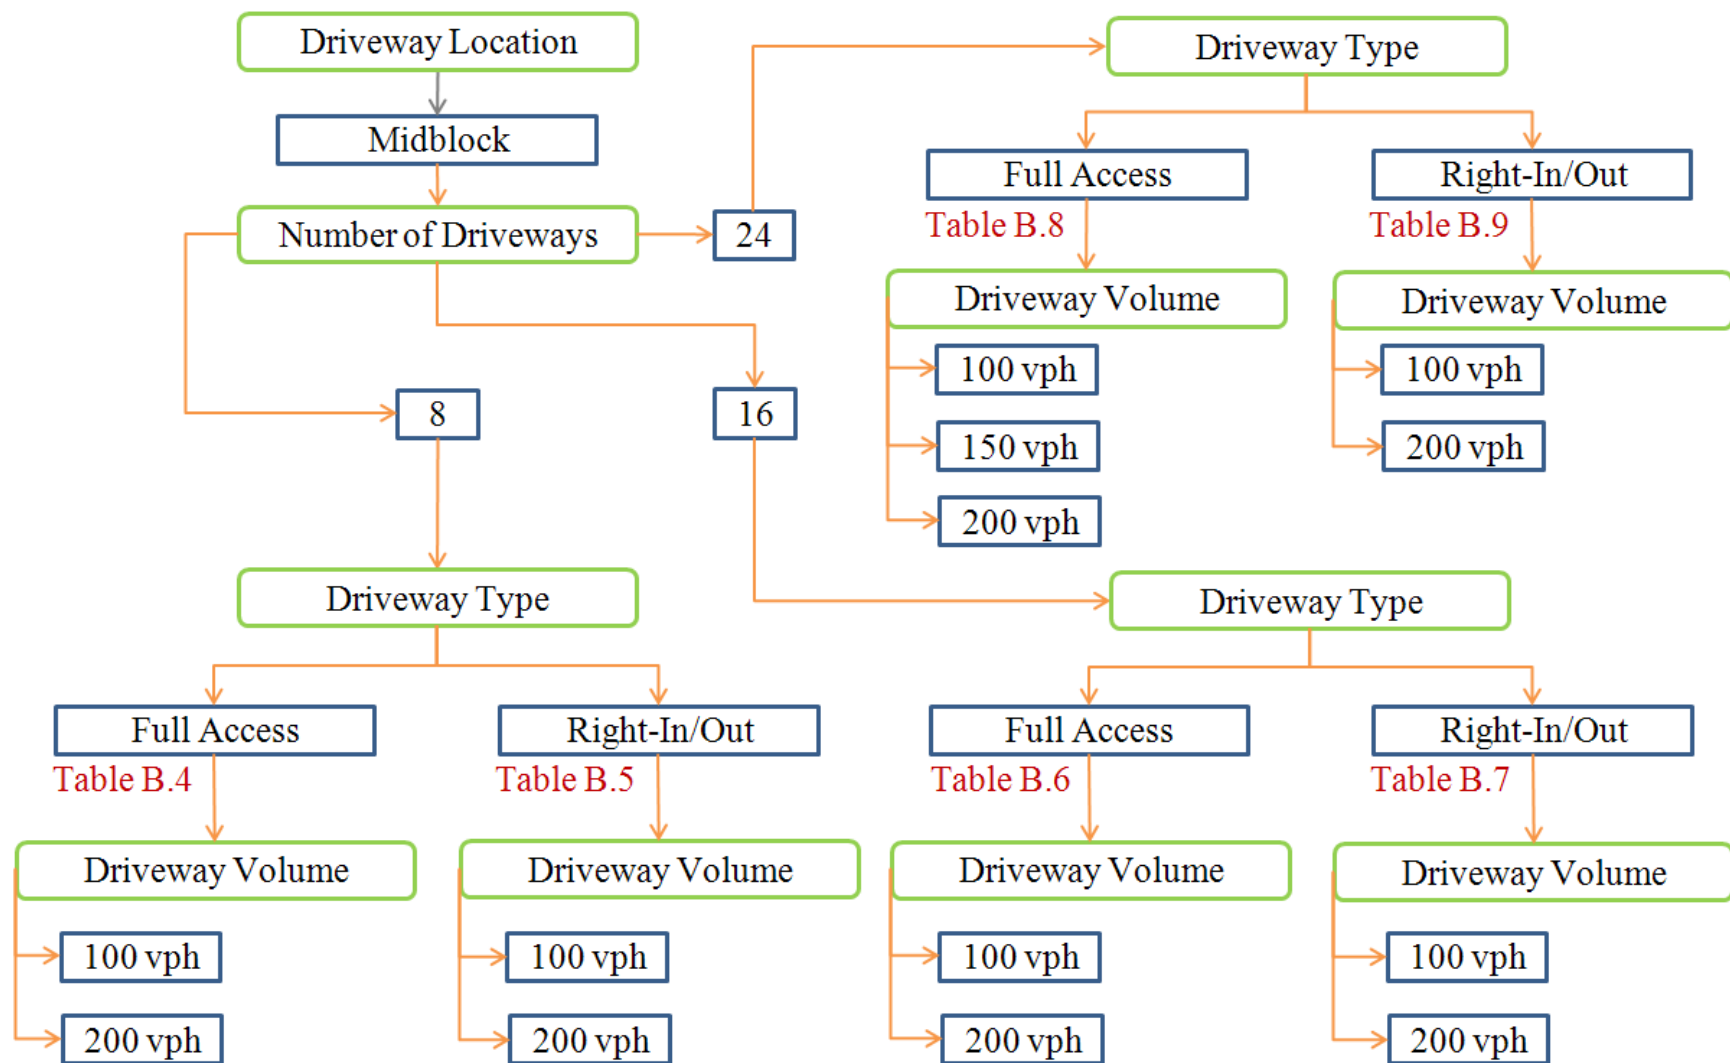 Driveway Location
Midblock
Number of Driveways
24
8
16
Driveway Type
Full Access
Right-In/Out
Table B.8
Table B.9
Driveway Volume
Driveway Volume
100 vph
150 vph
200 vph
100 vph
200 vph
Driveway Type
Full Access
Right-In/Out
Table B.4
Table B.5
Driveway Volume
Driveway Volume
100 vph
200 vph
100 vph
200 vph
Driveway Type
Full Access
Right-In/Out
Table B.6
Table B.7
Driveway Volume
Driveway Volume
100 vph
200 vph
100 vph
200 vph